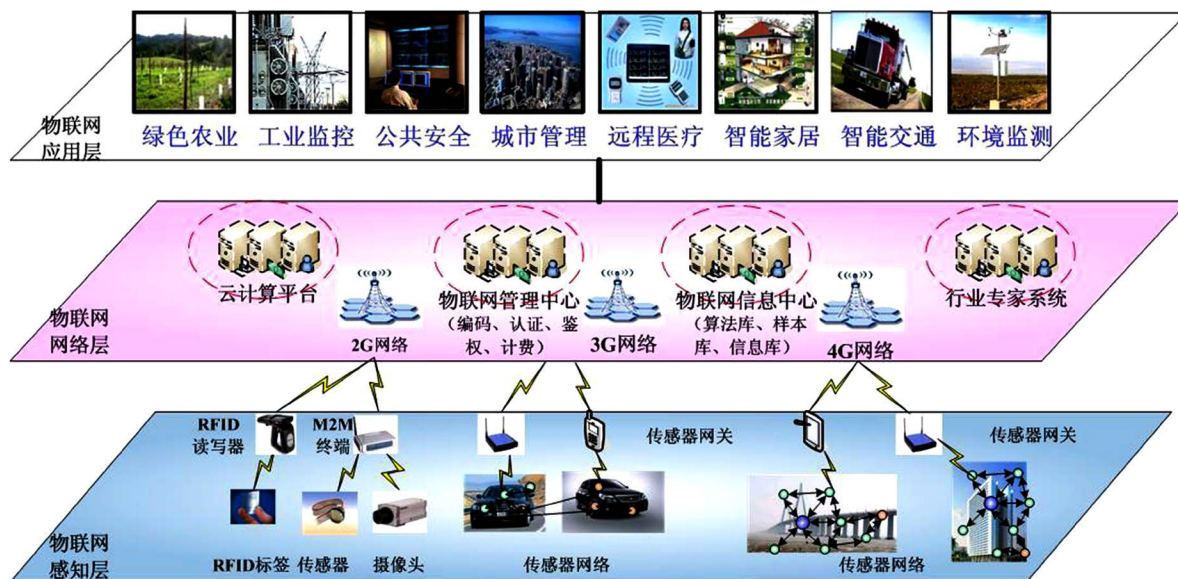 物联网
应用层
绿色农业 工业监控 公共安全 城市管理 远程医疗 智能家居 智能交通 环境监测
物联网
网络层
云计算平台
2G网络
物联网管理中心
（编码、认证、鉴
权、计费）
3G网络
物联网信息中心
（算法库、样本
库、信息库）
4G网络
行业专家系统
物联网
感知层
RFID
读写器
M2M
终端
传感器网关
传感器网关
RFID标签 传感器 摄像头 传感器网络 传感器网络